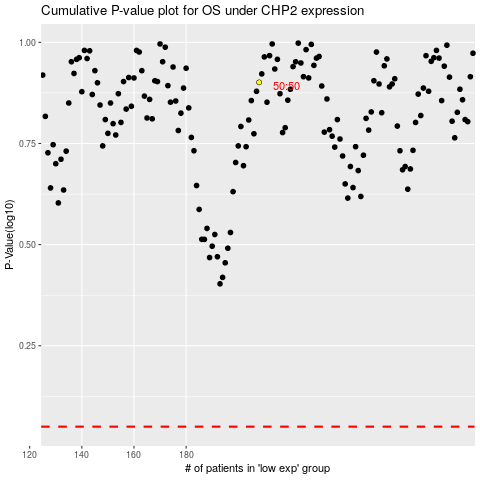 Cumulative P-value plot for OS under CHP2 expression
1.00
0.75
0.50
0.25
P-Value(log10)
50:50
120 140 160 180
# of patients in 'low exp' group